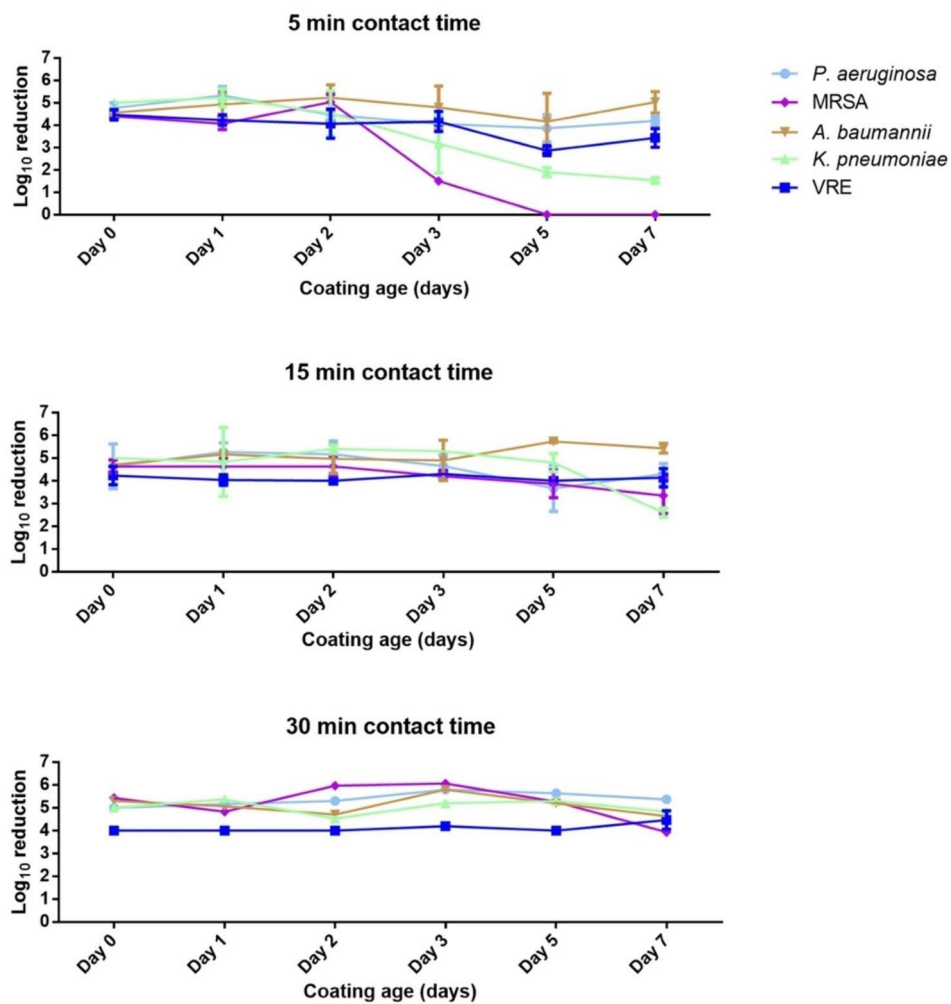 5 min contact time
Log10 reduction
7
6
5
4
3
2
1
0
Day 0
Day 1
Day 2
Day 3
Day 5
Day 7
Coating age (days)
P. aeruginosa
MRSA
A. baumannii
K. pneumoniae
VRE
15 min contact time
Log10 reduction
7
6
5
4
3
2
1
0
Day 0
Day 1
Day 2
Day 3
Day 5
Day 7
Coating age (days)
30 min contact time
Log10 reduction
7
6
5
4
3
2
1
0
Day 0
Day 1
Day 2
Day 3
Day 5
Day 7
Coating age (days)